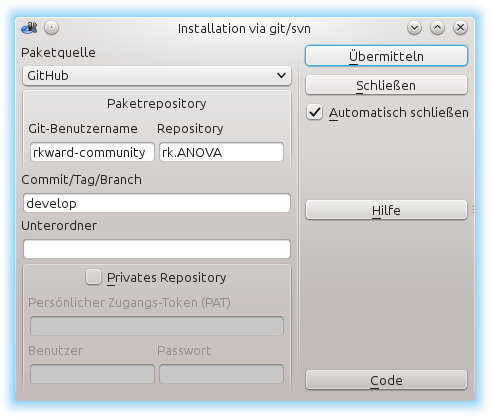 Installation via git/svn
Paketquelle
GitHub
Paketrepository
Git-Benutzername Repository
rkward-community rk.ANOVA
Commit/Tag/Branch
develop
Unterordner
Privates Repository
Persönlicher Zugangs-Token (PAT)
Benutzer Passwort
Übermitteln
Schließen
Automatisch schließen
Hilfe
Code